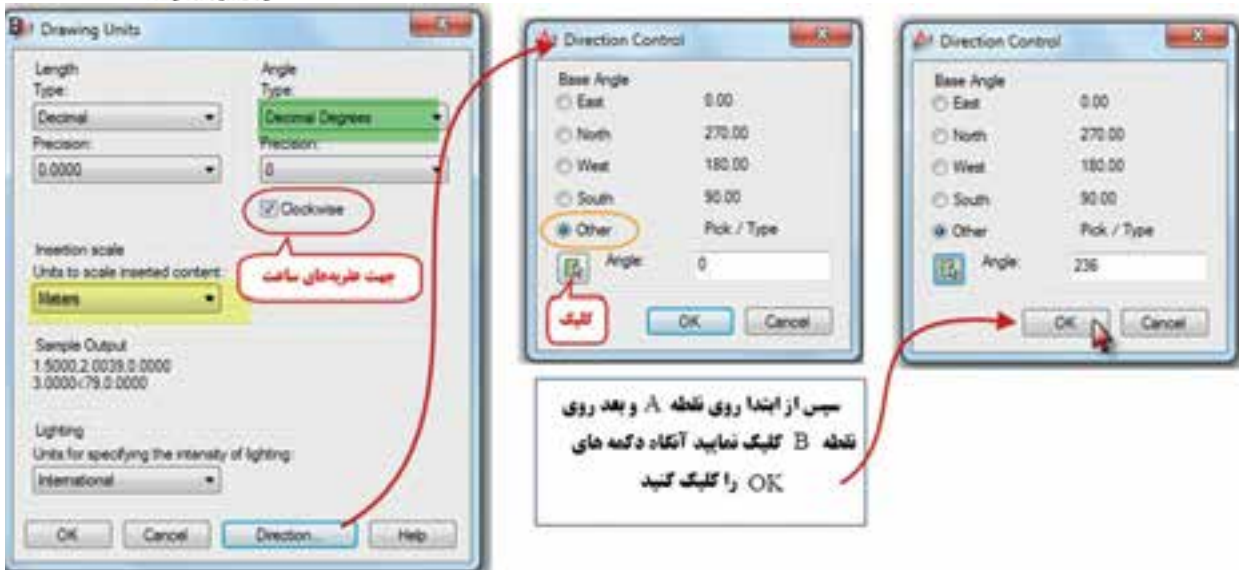 Drawing Units
Length
Type:
Decimal
Precision:
0.0000
Angle
Type:
Decimal Degrees
Precision:
0
Clockwise
جهت عقربه‌های ساعت
Insertion scale
Units to scale inserted content:
Meters
Sample Output
1.5000,2.0039,0.0000
3.0000<79,0.0000
Lighting
Units for specifying the intensity of lighting:
International
OK Cancel Direction... Help
Direction Control
Base Angle
East 0.00
North 270.00
West 180.00
South 90.00
Other Pick / Type
Angle: 0
کلیک
OK Cancel
سپس از ابتدا روی نقطه A و بعد روی
نقطه B کلیک نمایید آنگاه دکمه های
OK را کلیک کنید
Direction Control
Base Angle
East 0.00
North 270.00
West 180.00
South 90.00
Other Pick / Type
Angle: 236
OK Cancel